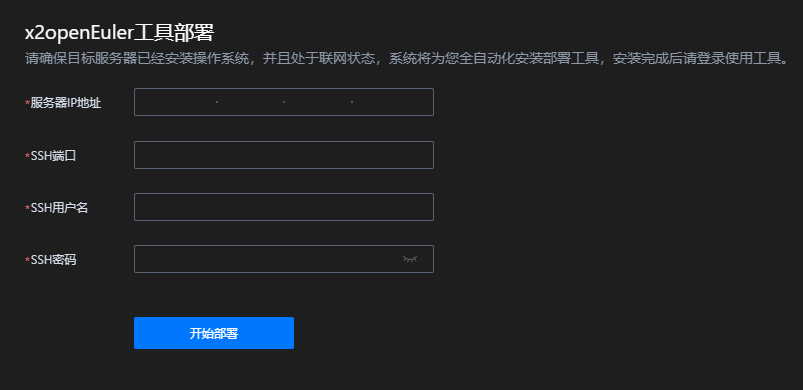 x2openEuler工具部署
请确保目标服务器已经安装操作系统，并且处于联网状态，系统将为您全自动化安装部署工具，安装完成后请登录使用工具。
*服务器IP地址
*SSH端口
*SSH用户名
*SSH密码
开始部署